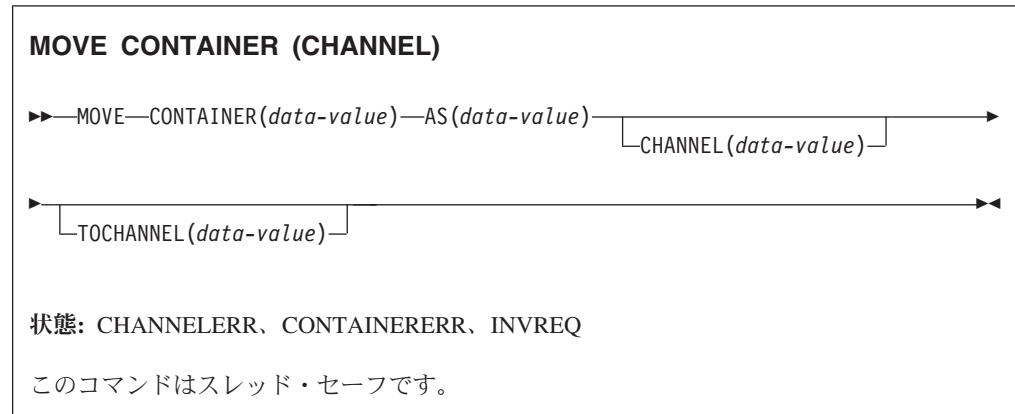 MOVE CONTAINER (CHANNEL)
MOVE CONTAINER(data-value) AS(data-value)
CHANNEL(data-value)
TOCHANNEL(data-value)
状態: CHANNELERR、CONTAINERERR、INVREQ
このコマンドはスレッド・セーフです。